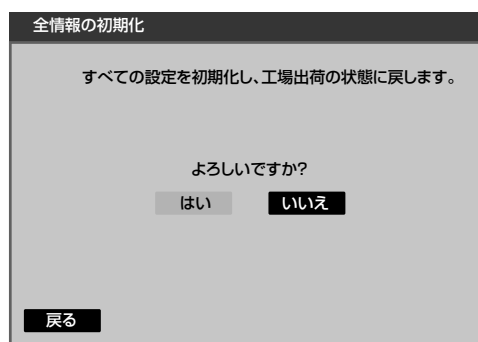 全情報の初期化
すべての設定を初期化し、工場出荷の状態に戻します。
よろしいですか?
はい いいえ
戻る